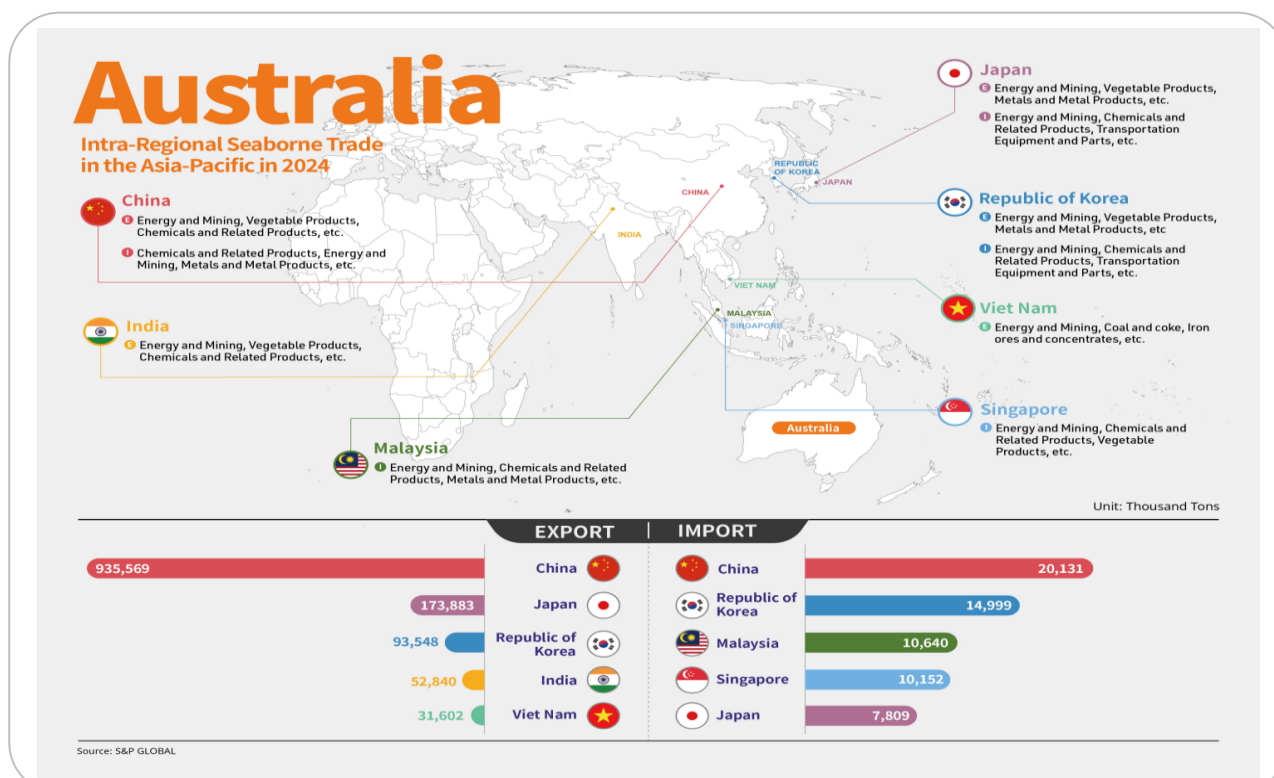 Australia
Intra-Regional Seaborne Trade
in the Asia-Pacific in 2024
China
E Energy and Mining, Vegetable Products,
Chemicals and Related Products, etc.
I Chemicals and Related Products, Energy and
Mining, Metals and Metal Products, etc.
India
E Energy and Mining, Vegetable Products,
Chemicals and Related Products, etc.
Malaysia
I Energy and Mining, Chemicals and Related
Products, Metals and Metal Products, etc.
Japan
E Energy and Mining, Vegetable Products,
Metals and Metal Products, etc.
I Energy and Mining, Chemicals and
Related Products, Transportation
Equipment and Parts, etc.
Republic of Korea
E Energy and Mining, Vegetable Products,
Metals and Metal Products, etc
I Energy and Mining, Chemicals and
Related Products, Transportation
Equipment and Parts, etc.
Viet Nam
E Energy and Mining, Coal and coke, Iron
ores and concentrates, etc.
Singapore
I Energy and Mining, Chemicals and
Related Products, Vegetable
Products, etc.
REPUBLIC
OF KOREA
JAPAN
CHINA
INDIA
VIET NAM
MALAYSIA
SINGAPORE
Australia
Unit: Thousand Tons
EXPORT | IMPORT
935,569 China
173,883 Japan
93,548 Republic of
Korea
52,840 India
31,602 Viet Nam
China 20,131
Republic of
Korea 14,999
Malaysia 10,640
Singapore 10,152
Japan 7,809
Source: S&P GLOBAL